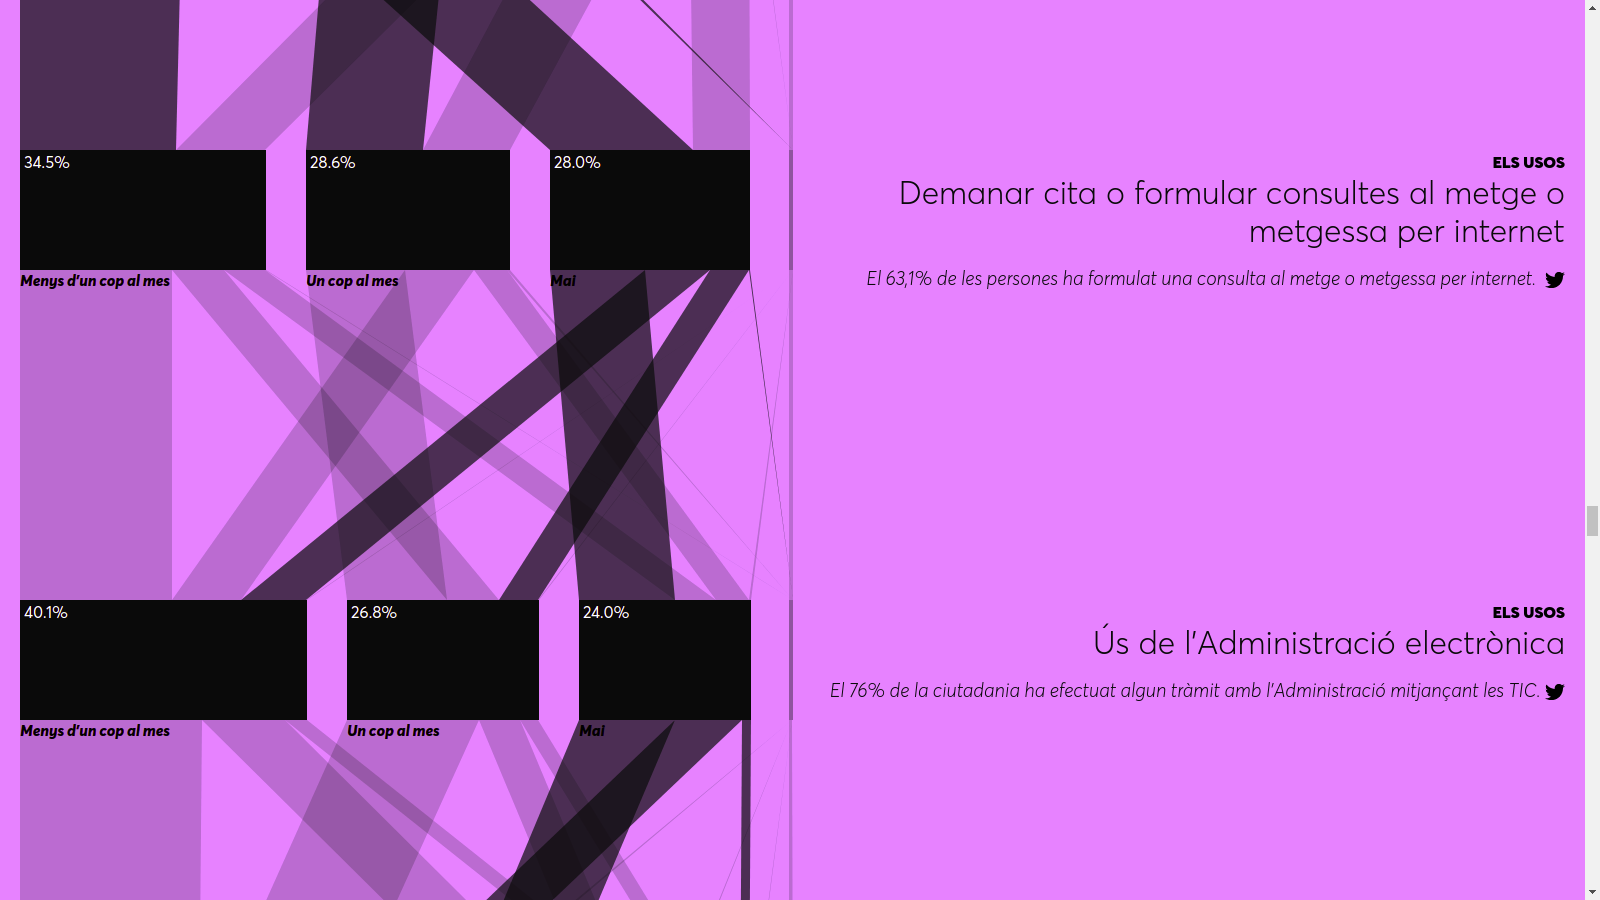 34.5%
28.6%
28.0%
Menys d'un cop al mes
Un cop al mes
Mai
ELS USOS
Demanar cita o formular consultes al metge o
metgessa per internet
El 63,1% de les persones ha formulat una consulta al metge o metgessa per internet.
40.1%
26.8%
24.0%
Menys d'un cop al mes
Un cop al mes
Mai
ELS USOS
Ús de l'Administració electrònica
El 76% de la ciutadania ha efectuat algun tràmit amb l'Administració mitjançant les TIC.